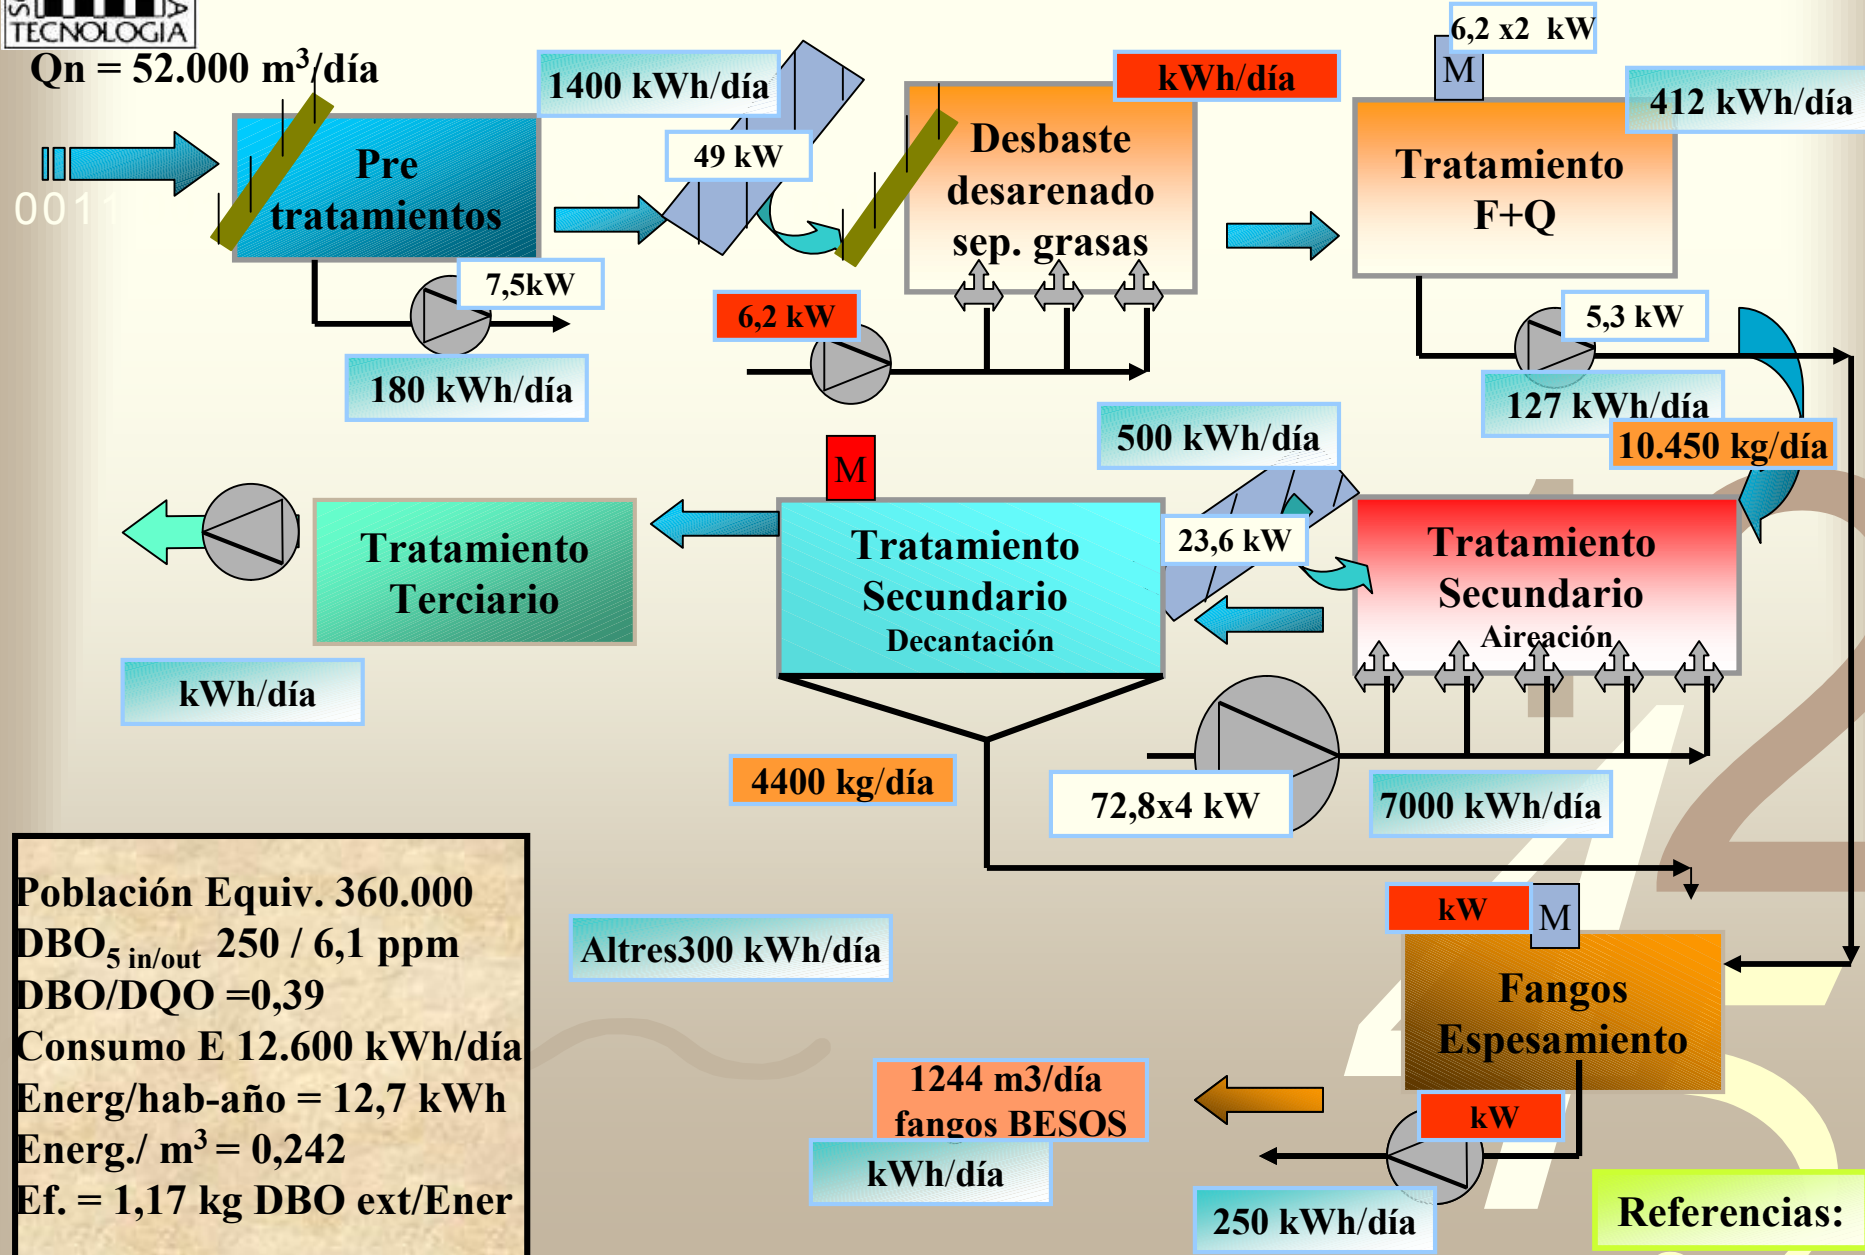 TECNOLOGIA
Qn = 52.000 m³/día
0011
Pre
tratamientos
7,5kW
180 kWh/día
1400 kWh/día
49 kW
kWh/día
Desbaste
desarenado
sep. grasas
6,2 kW
6,2 x2 kW
M
412 kWh/día
Tratamiento
F+Q
5,3 kW
127 kWh/día
10.450 kg/día
500 kWh/día
23,6 kW
Tratamiento
Secundario
Aireación
72,8x4 kW
7000 kWh/día
M
Tratamiento
Secundario
Decantación
4400 kg/día
Tratamiento
Terciario
kWh/día
Población Equiv. 360.000
DBO5 in/out 250 / 6,1 ppm
DBO/DQO =0,39
Consumo E 12.600 kWh/día
Energ/hab-año = 12,7 kWh
Energ./ m³ = 0,242
Ef. = 1,17 kg DBO ext/Ener
Altres300 kWh/día
kW
M
Fangos
Espesamiento
1244 m3/día
fangos BESOS
kWh/día
kW
250 kWh/día
Referencias: